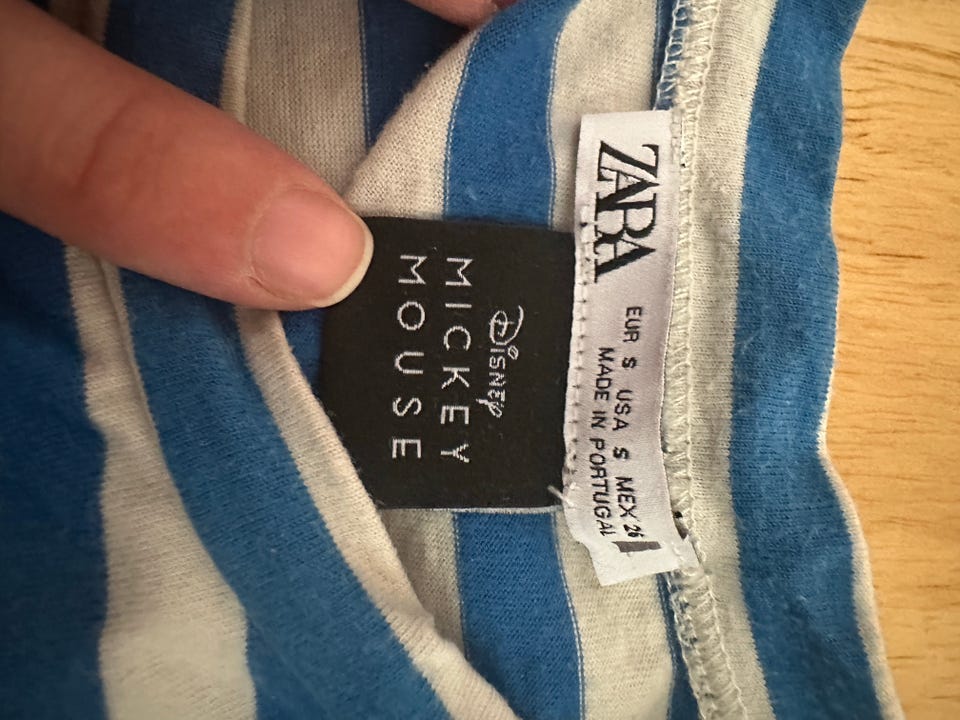 ZARA
EUR S USA S MEX 26
MADE IN PORTUGAL
Disney
MICKEY
MOUSE